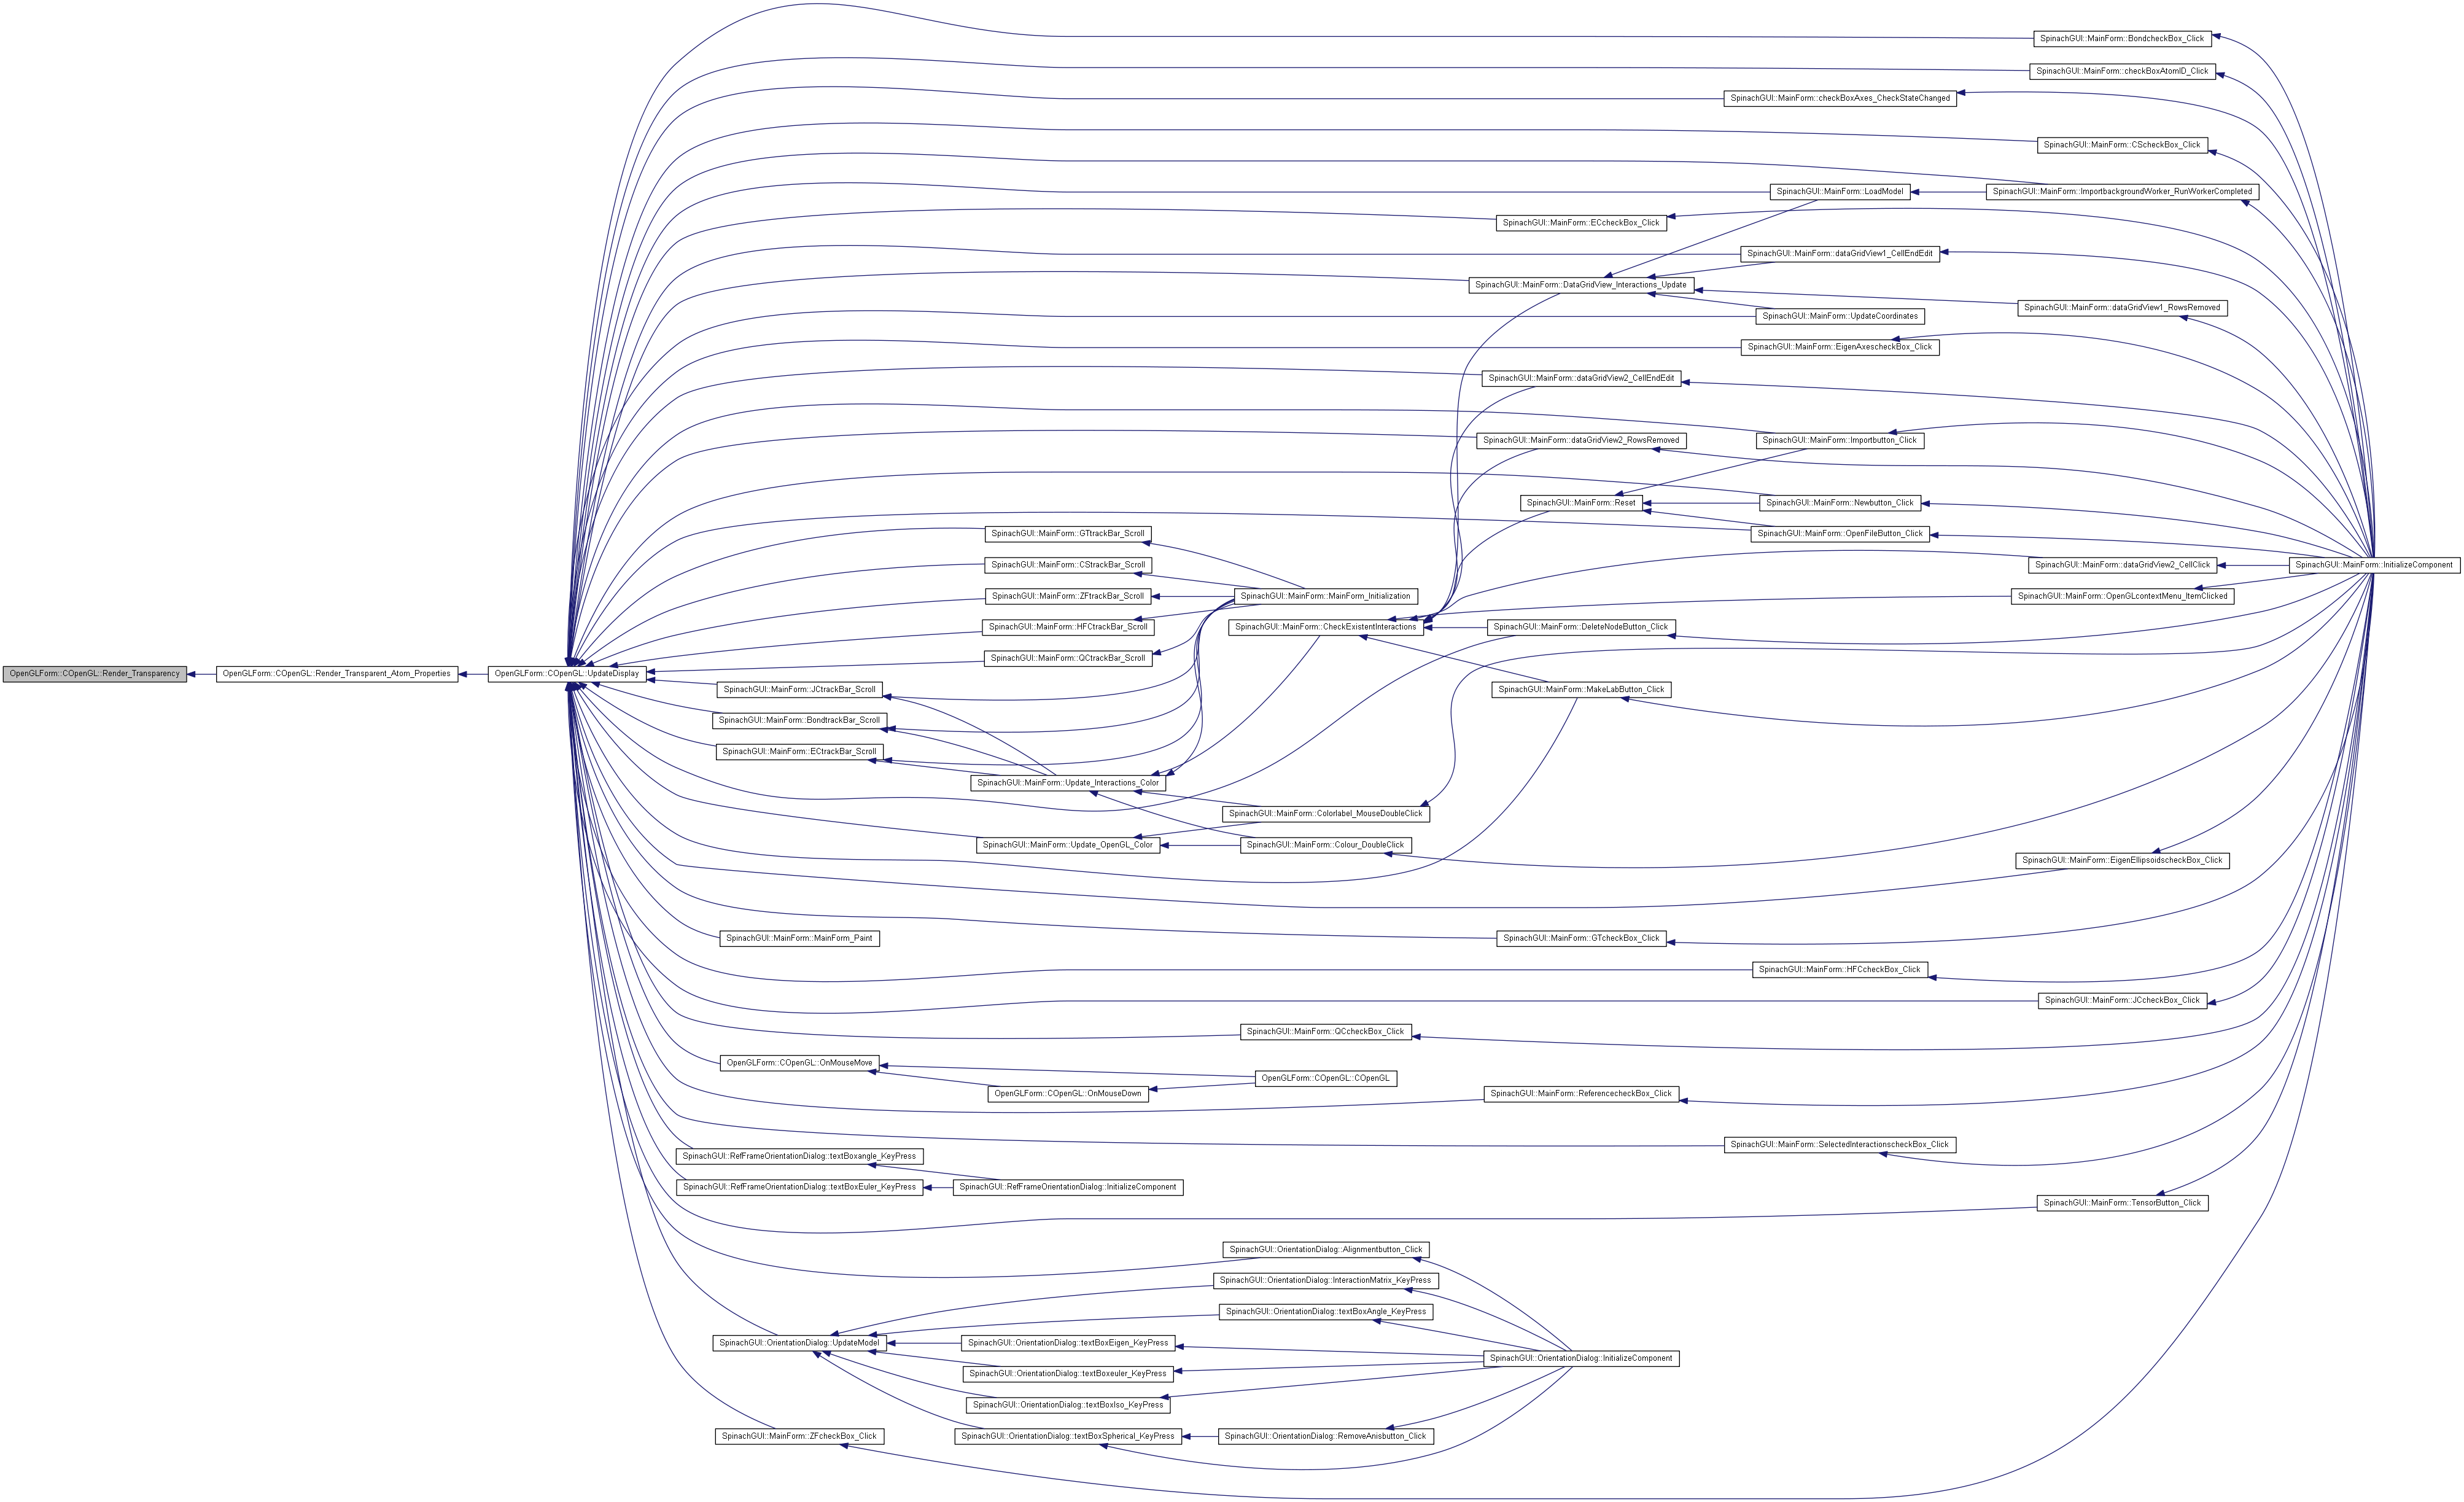 SpinachGUI::MainForm::BondcheckBox_Click
SpinachGUI::MainForm::checkBoxAtomID_Click
SpinachGUI::MainForm::checkBoxAxes_CheckStateChanged
SpinachGUI::MainForm::CScheckBox_Click
SpinachGUI::MainForm::LoadModel
SpinachGUI::MainForm::ImportbackgroundWorker_RunWorkerCompleted
SpinachGUI::MainForm::ECcheckBox_Click
SpinachGUI::MainForm::dataGridView1_CellEndEdit
SpinachGUI::MainForm::DataGridView_Interactions_Update
SpinachGUI::MainForm::dataGridView1_RowsRemoved
SpinachGUI::MainForm::UpdateCoordinates
SpinachGUI::MainForm::EigenAxescheckBox_Click
SpinachGUI::MainForm::dataGridView2_CellEndEdit
SpinachGUI::MainForm::dataGridView2_RowsRemoved
SpinachGUI::MainForm::Importbutton_Click
SpinachGUI::MainForm::Reset
SpinachGUI::MainForm::Newbutton_Click
SpinachGUI::MainForm::GTtrackBar_Scroll
SpinachGUI::MainForm::OpenFileButton_Click
SpinachGUI::MainForm::CStrackBar_Scroll
SpinachGUI::MainForm::dataGridView2_CellClick
SpinachGUI::MainForm::InitializeComponent
SpinachGUI::MainForm::ZFtrackBar_Scroll
SpinachGUI::MainForm::MainForm_Initialization
SpinachGUI::MainForm::OpenGLcontextMenu_ItemClicked
SpinachGUI::MainForm::HFCtrackBar_Scroll
SpinachGUI::MainForm::CheckExistentInteractions
SpinachGUI::MainForm::DeleteNodeButton_Click
SpinachGUI::MainForm::QCtrackBar_Scroll
OpenGLForm::COpenGL::Render_Transparency
OpenGLForm::COpenGL::Render_Transparent_Atom_Properties
OpenGLForm::COpenGL::UpdateDisplay
SpinachGUI::MainForm::JCtrackBar_Scroll
SpinachGUI::MainForm::MakeLabButton_Click
SpinachGUI::MainForm::BondtrackBar_Scroll
SpinachGUI::MainForm::ECtrackBar_Scroll
SpinachGUI::MainForm::Update_Interactions_Color
SpinachGUI::MainForm::Colorlabel_MouseDoubleClick
SpinachGUI::MainForm::Update_OpenGL_Color
SpinachGUI::MainForm::Colour_DoubleClick
SpinachGUI::MainForm::EigenEllipsoidscheckBox_Click
SpinachGUI::MainForm::MainForm_Paint
SpinachGUI::MainForm::GTcheckBox_Click
SpinachGUI::MainForm::HFCcheckBox_Click
SpinachGUI::MainForm::JCcheckBox_Click
SpinachGUI::MainForm::QCcheckBox_Click
OpenGLForm::COpenGL::OnMouseMove
OpenGLForm::COpenGL::COpenGL
OpenGLForm::COpenGL::OnMouseDown
SpinachGUI::MainForm::ReferencecheckBox_Click
SpinachGUI::MainForm::SelectedInteractionscheckBox_Click
SpinachGUI::RefFrameOrientationDialog::textBoxangle_KeyPress
SpinachGUI::RefFrameOrientationDialog::textBoxEuler_KeyPress
SpinachGUI::RefFrameOrientationDialog::InitializeComponent
SpinachGUI::MainForm::TensorButton_Click
SpinachGUI::OrientationDialog::Alignmentbutton_Click
SpinachGUI::OrientationDialog::InteractionMatrix_KeyPress
SpinachGUI::OrientationDialog::textBoxAngle_KeyPress
SpinachGUI::OrientationDialog::UpdateModel
SpinachGUI::OrientationDialog::textBoxEigen_KeyPress
SpinachGUI::OrientationDialog::InitializeComponent
SpinachGUI::OrientationDialog::textBoxeuler_KeyPress
SpinachGUI::OrientationDialog::textBoxIso_KeyPress
SpinachGUI::MainForm::ZFcheckBox_Click
SpinachGUI::OrientationDialog::textBoxSpherical_KeyPress
SpinachGUI::OrientationDialog::RemoveAnisbutton_Click